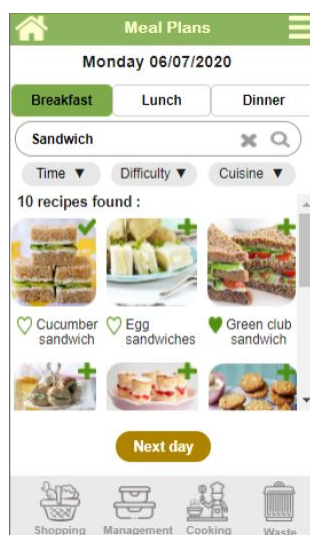 Meal Plans
Monday 06/07/2020
Breakfast Lunch Dinner
Sandwich
Time ▼ Difficulty ▼ Cuisine ▼
10 recipes found :
Cucumber sandwich
Egg sandwiches
Green club sandwich
Next day
Shopping Management Cooking Waste